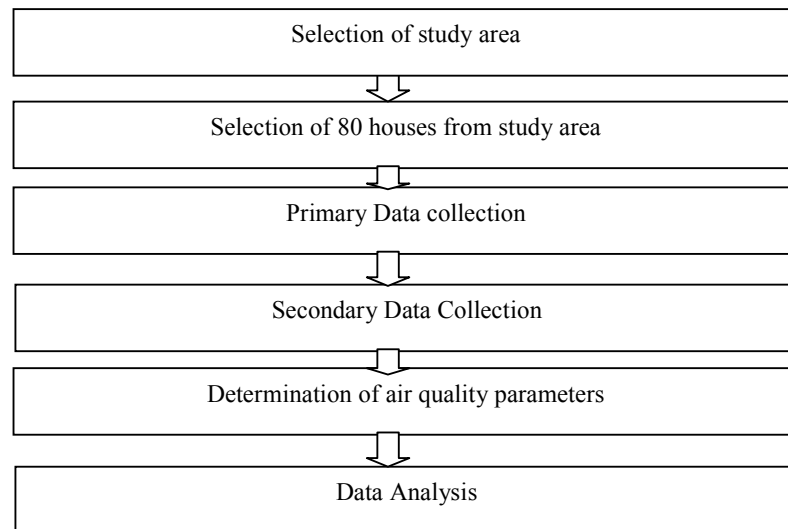 Selection of study area
Selection of 80 houses from study area
Primary Data collection
Secondary Data Collection
Determination of air quality parameters
Data Analysis